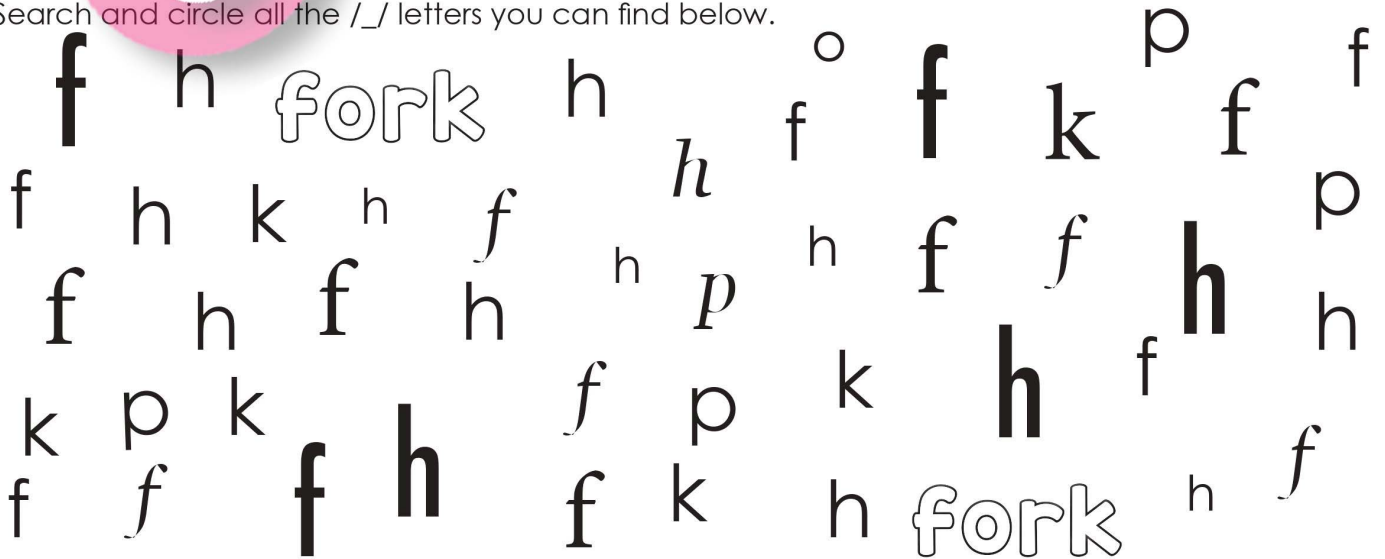 Search and circle all the /_/ letters you can find below.
f h fork h o f f k p f f
f h k h f h h f f p
f h f h h p h h
k p k f p k h f
f f f h f k h fork h f